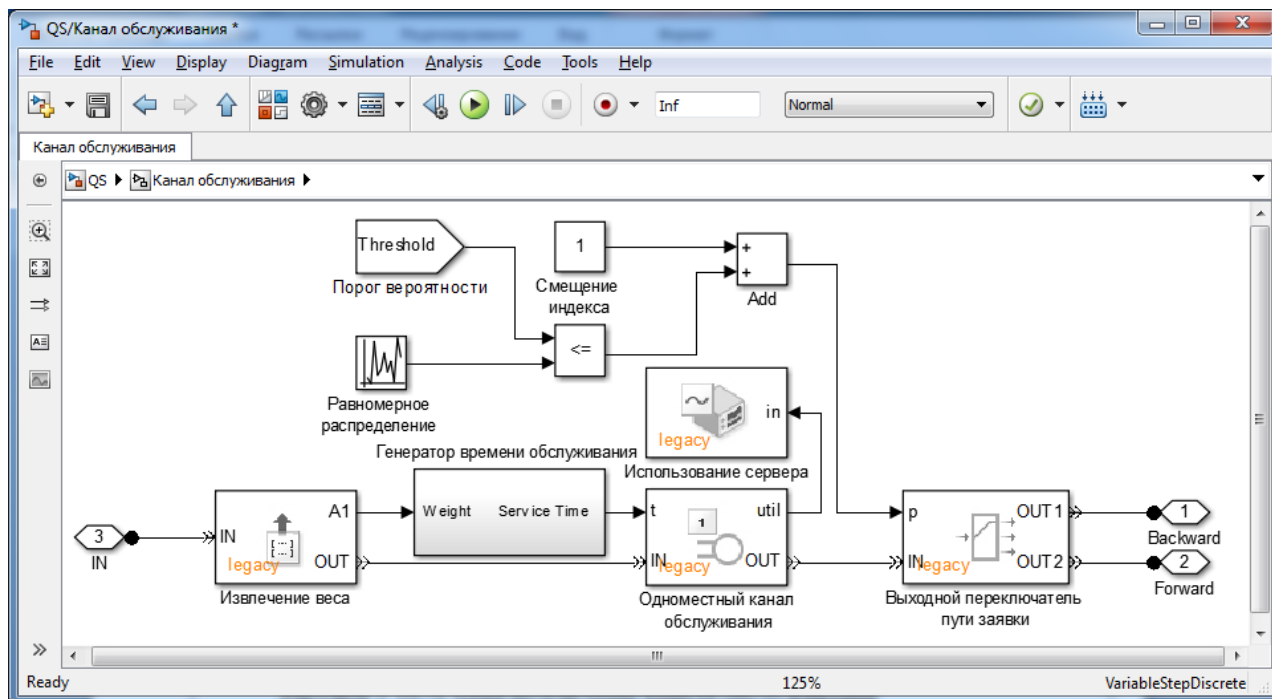 QS/Канал обслуживания *
File Edit View Display Diagram Simulation Analysis Code Tools Help
Inf Normal
Канал обслуживания
QS Канал обслуживания
Threshold
Порог вероятности
1
Смещение
индекса
+
+
Add
<=
Равномерное
распределение
in
legacy
Использование сервера
Генератор времени обслуживания
3
IN
IN A1
legacy OUT
Извлечение веса
Weight Service Time
t 1 util
IN legacy OUT
Одноместный канал
обслуживания
p OUT1
IN legacy OUT2
Выходной переключатель
пути заявки
1
Backward
2
Forward
Ready 125% VariableStepDiscrete